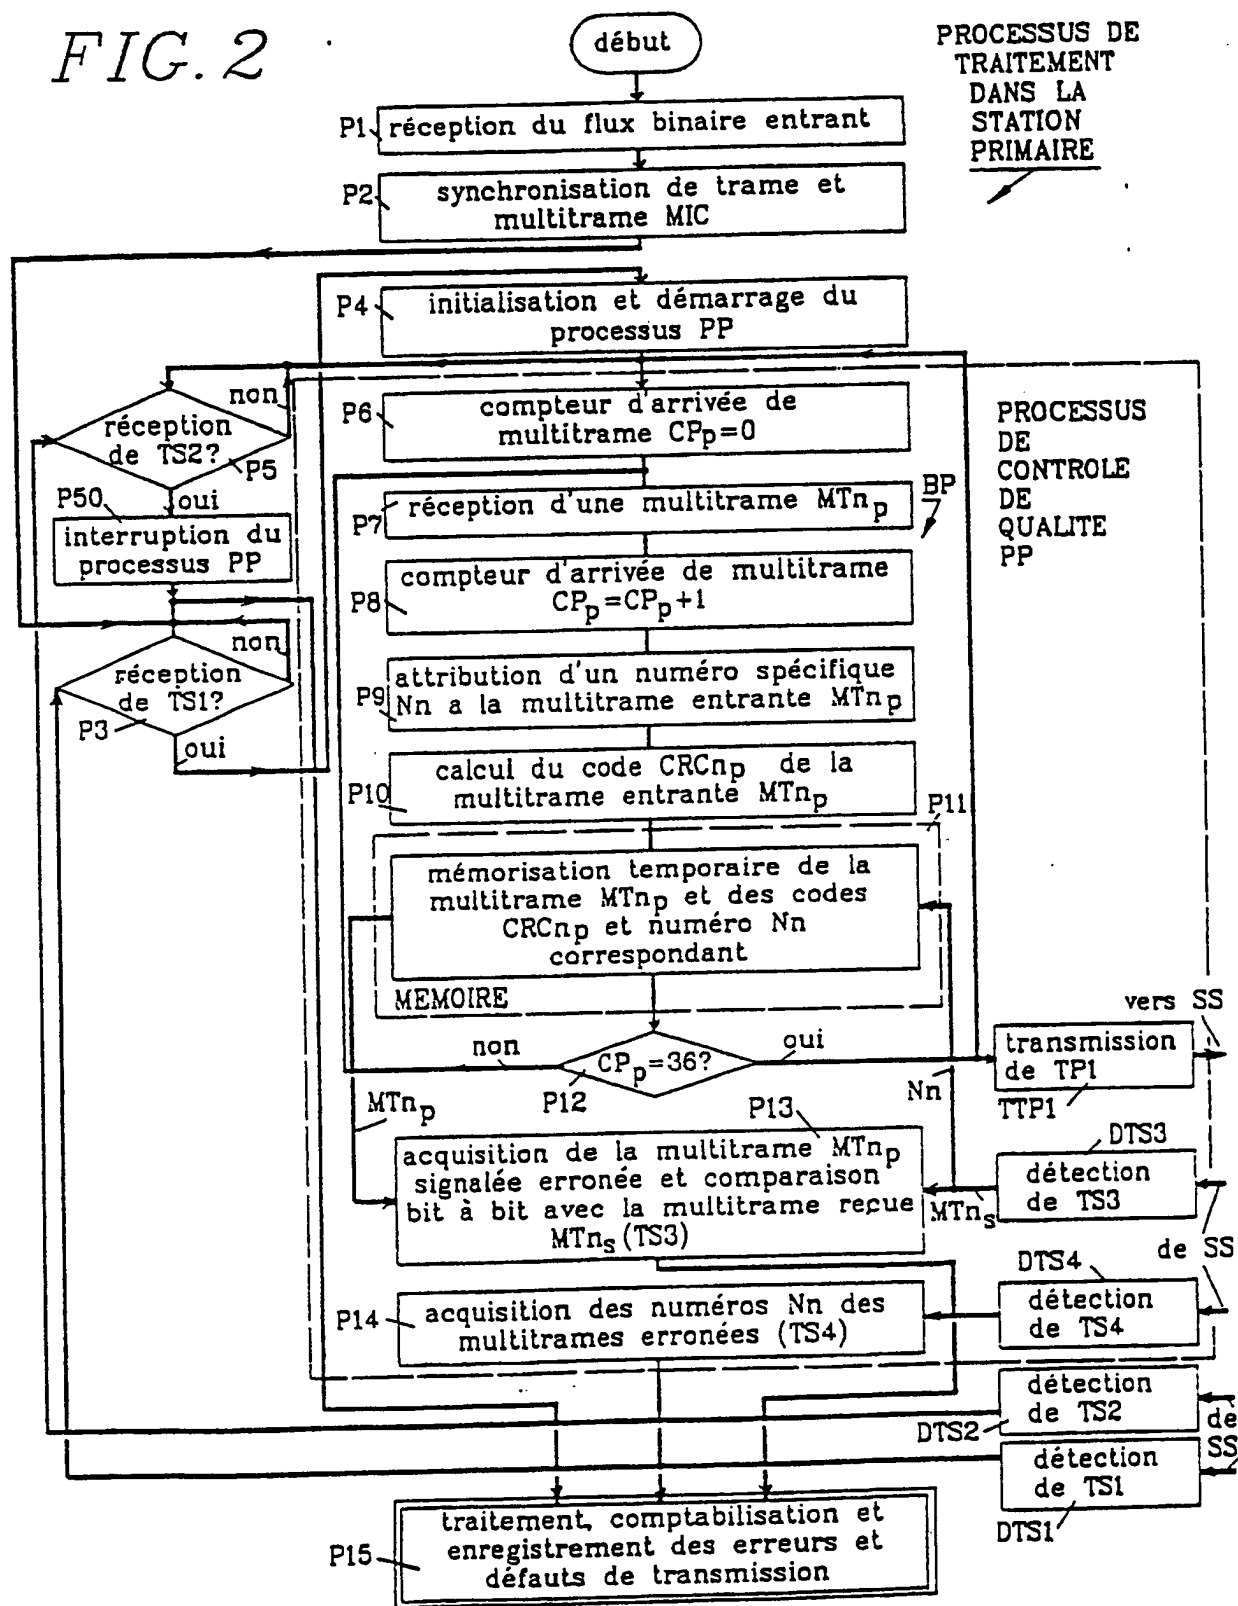 FIG. 2
début
PROCESSUS DE
TRAITEMENT
DANS LA
STATION
PRIMAIRE
P1
réception du flux binaire entrant
P2
synchronisation de trame et
multitrame MIC
P4
initialisation et démarrage du
processus PP
non
réception
de TS2?
P5
P6
compteur d'arrivée de
multitrame CPp=0
PROCESSUS
DE
CONTROLE
DE
QUALITE
PP
P50
oui
interruption du
processus PP
P7
réception d'une multitrame MTnp
BP
P8
compteur d'arrivée de multitrame
CPp=CPp+1
non
réception
de TS1?
P3
oui
P9
attribution d'un numéro spécifique
Nn a la multitrame entrante MTnp
P10
calcul du code CRCnp de la
multitrame entrante MTnp
P11
mémorisation temporaire de la
multitrame MTnp et des codes
CRCnp et numéro Nn
correspondant
MEMOIRE
vers SS
non
CPp=36?
oui
P12
transmission
de TP1
TTP1
Nn
MTnp
P13
acquisition de la multitrame MTnp
signalée erronée et comparaison
bit à bit avec la multitrame reçue
MTns (TS3)
DTS3
détection
de TS3
MTns
de SS
DTS4
P14
acquisition des numéros Nn des
multitrames erronées (TS4)
détection
de TS4
détection
de TS2
DTS2
de
SS
détection
de TS1
DTS1
P15
traitement, comptabilisation et
enregistrement des erreurs et
défauts de transmission